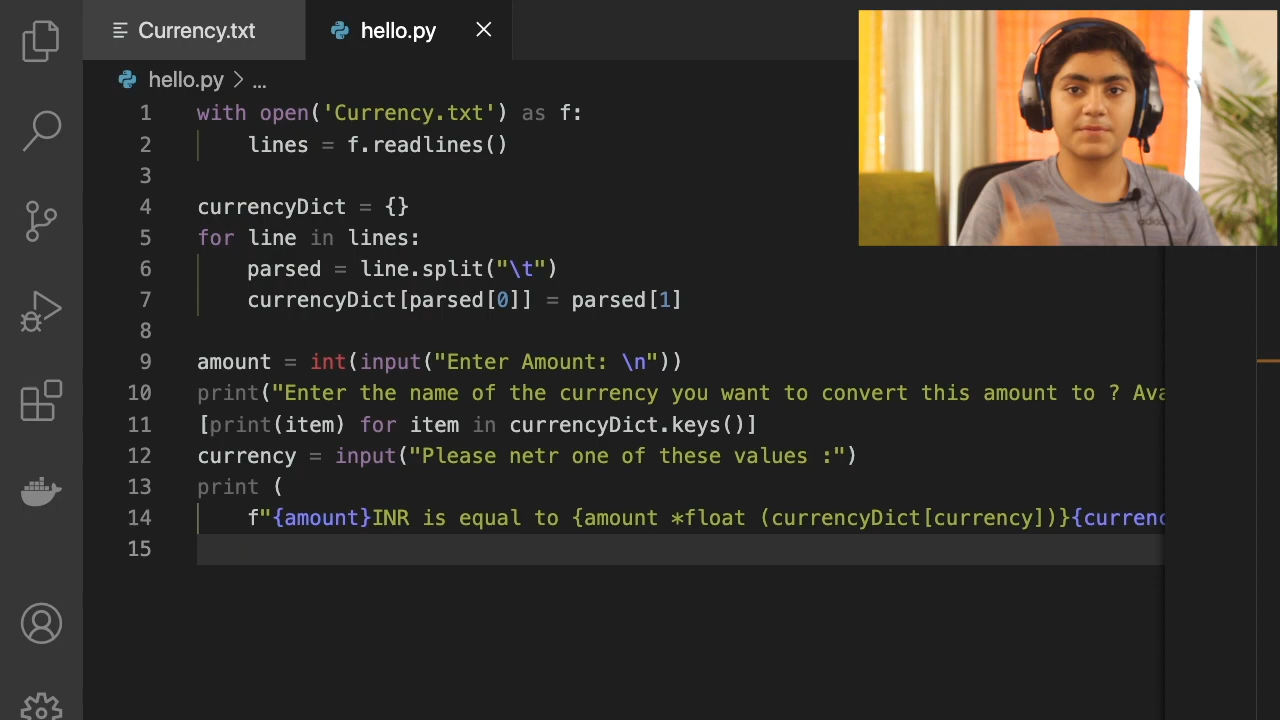 Currency.txt
hello.py
hello.py > ...
1 with open('Currency.txt') as f:
2 lines = f.readlines()
3
4 currencyDict = {}
5 for line in lines:
6 parsed = line.split("\t")
7 currencyDict[parsed[0]] = parsed[1]
8
9 amount = int(input("Enter Amount: \n"))
10 print("Enter the name of the currency you want to convert this amount to ? Ava
11 [print(item) for item in currencyDict.keys()]
12 currency = input("Please netr one of these values :")
13 print (
14 f"{amount}INR is equal to {amount *float (currencyDict[currency])}{currenc
15